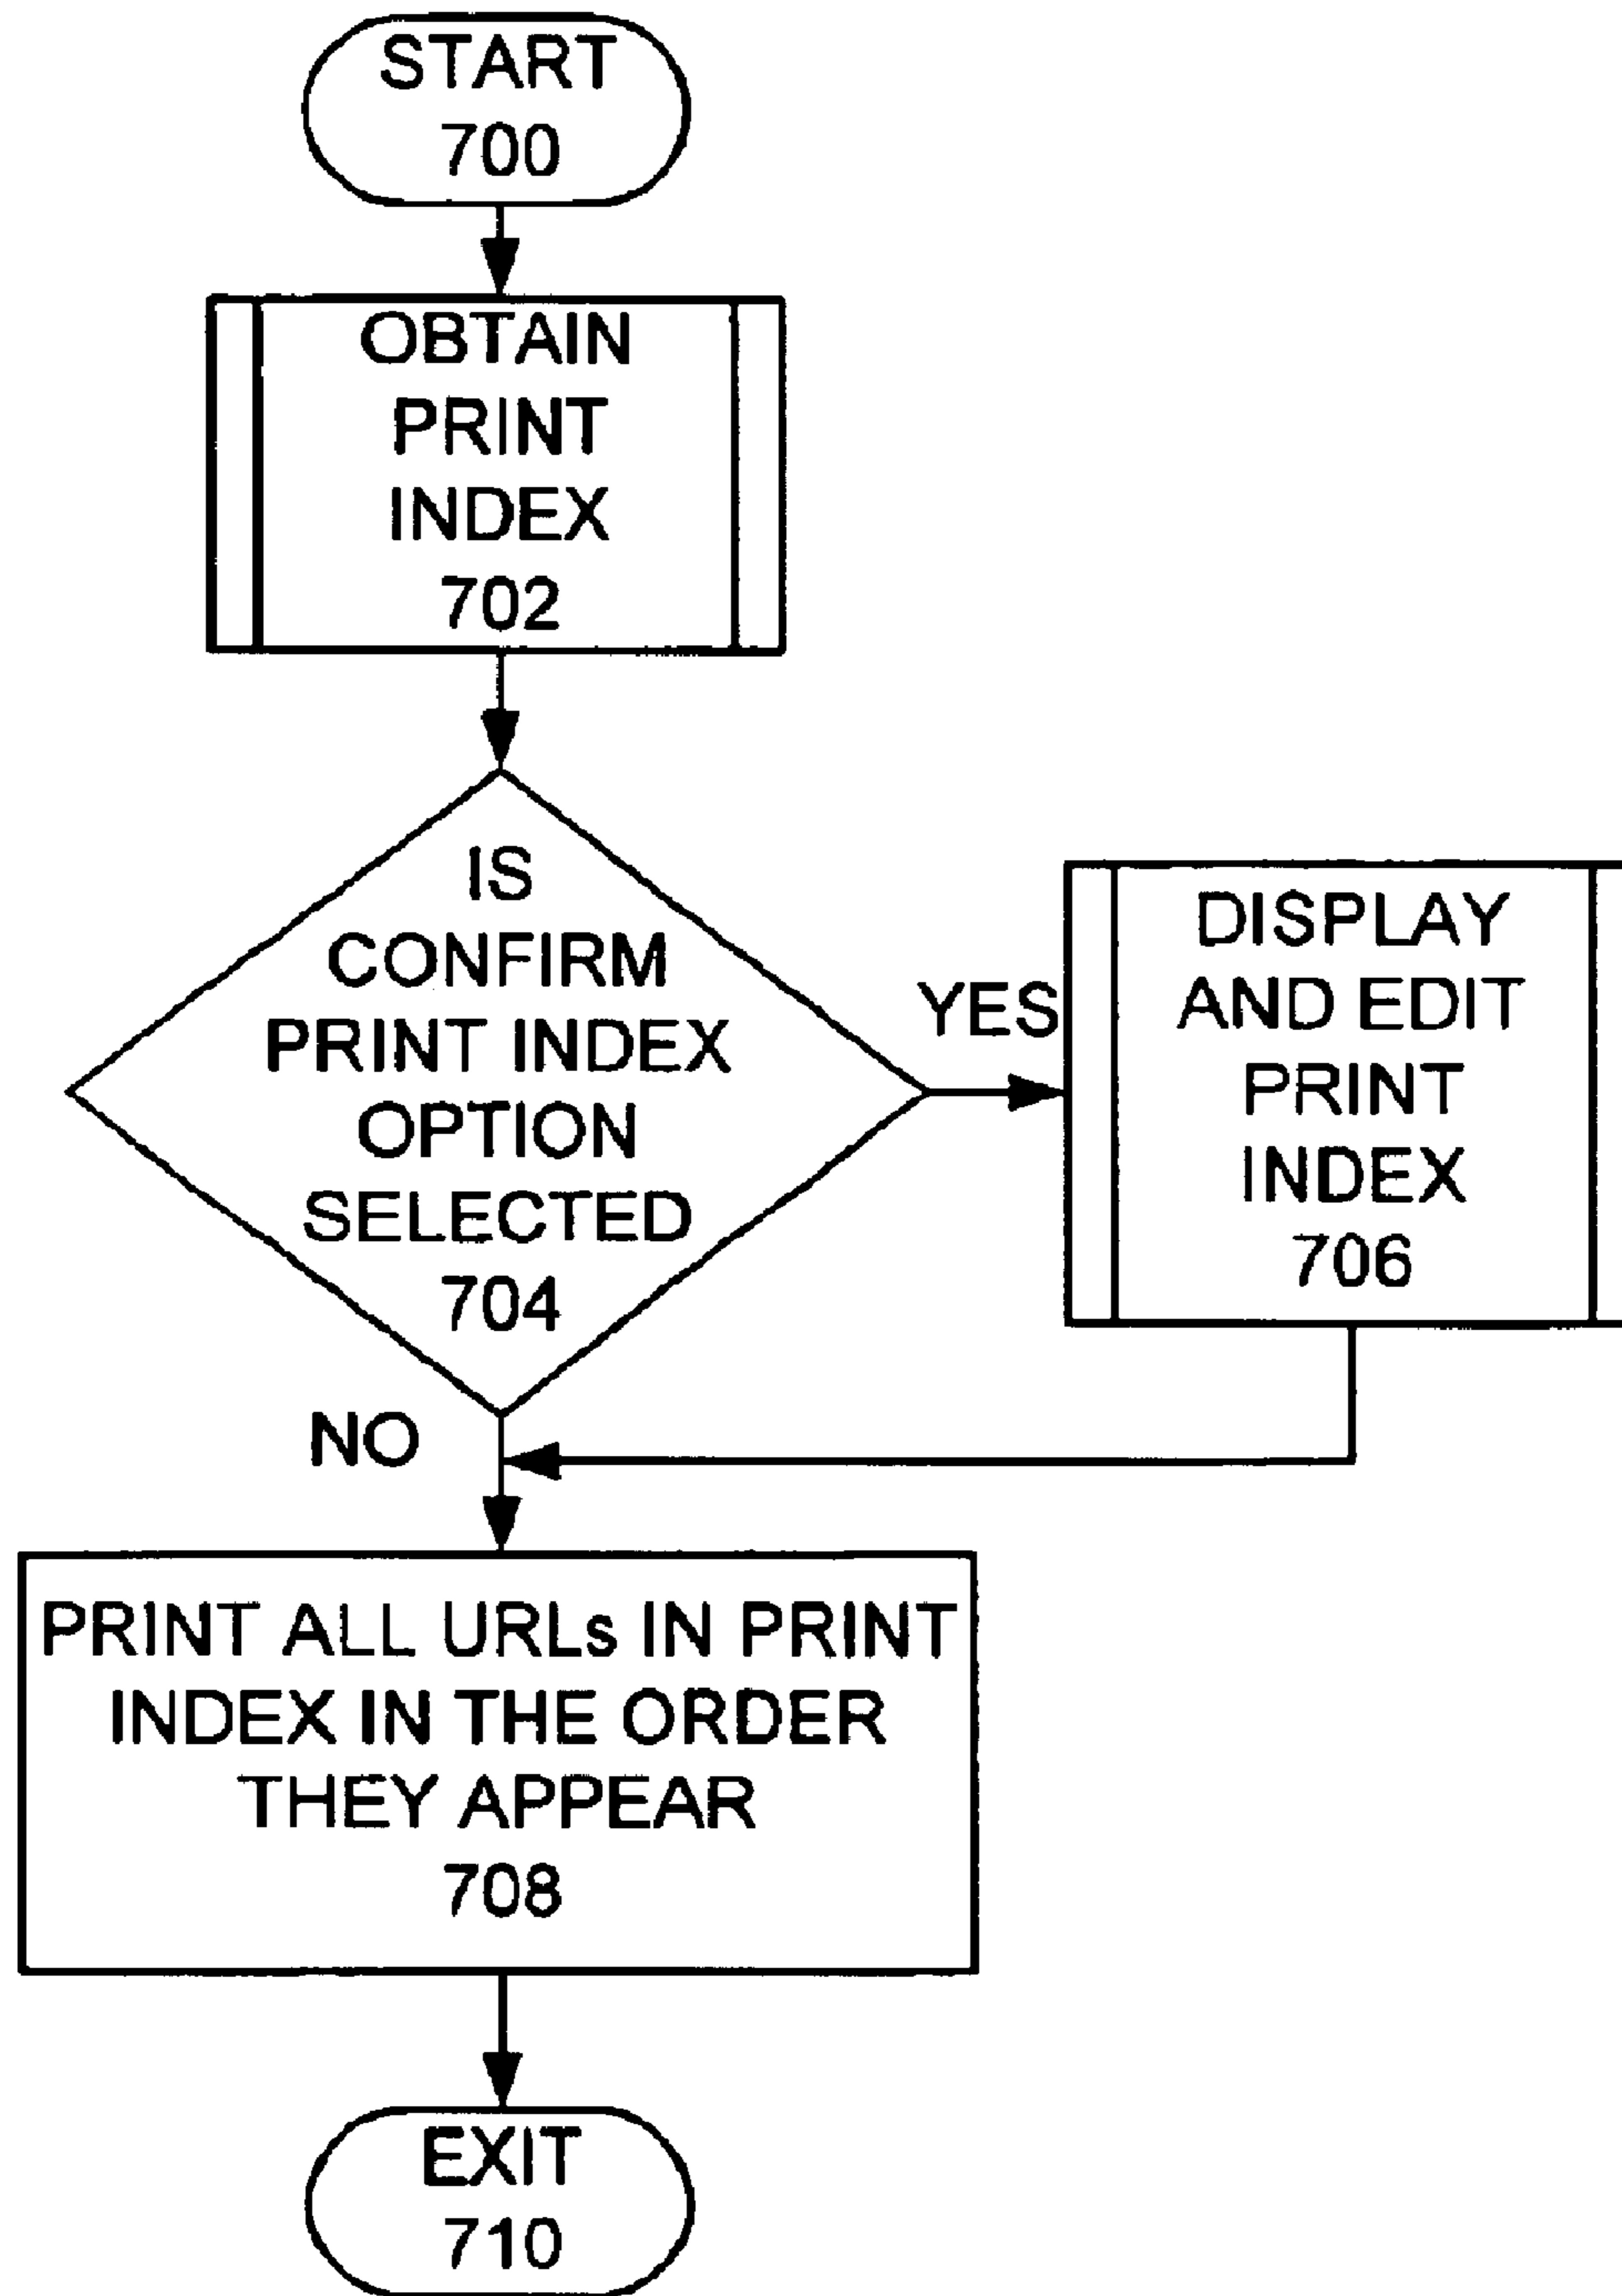 START
700
OBTAIN
PRINT
INDEX
702
IS
CONFIRM
PRINT INDEX
OPTION
SELECTED
704
YES
DISPLAY
AND EDIT
PRINT
INDEX
706
NO
PRINT ALL URLs IN PRINT
INDEX IN THE ORDER
THEY APPEAR
708
EXIT
710